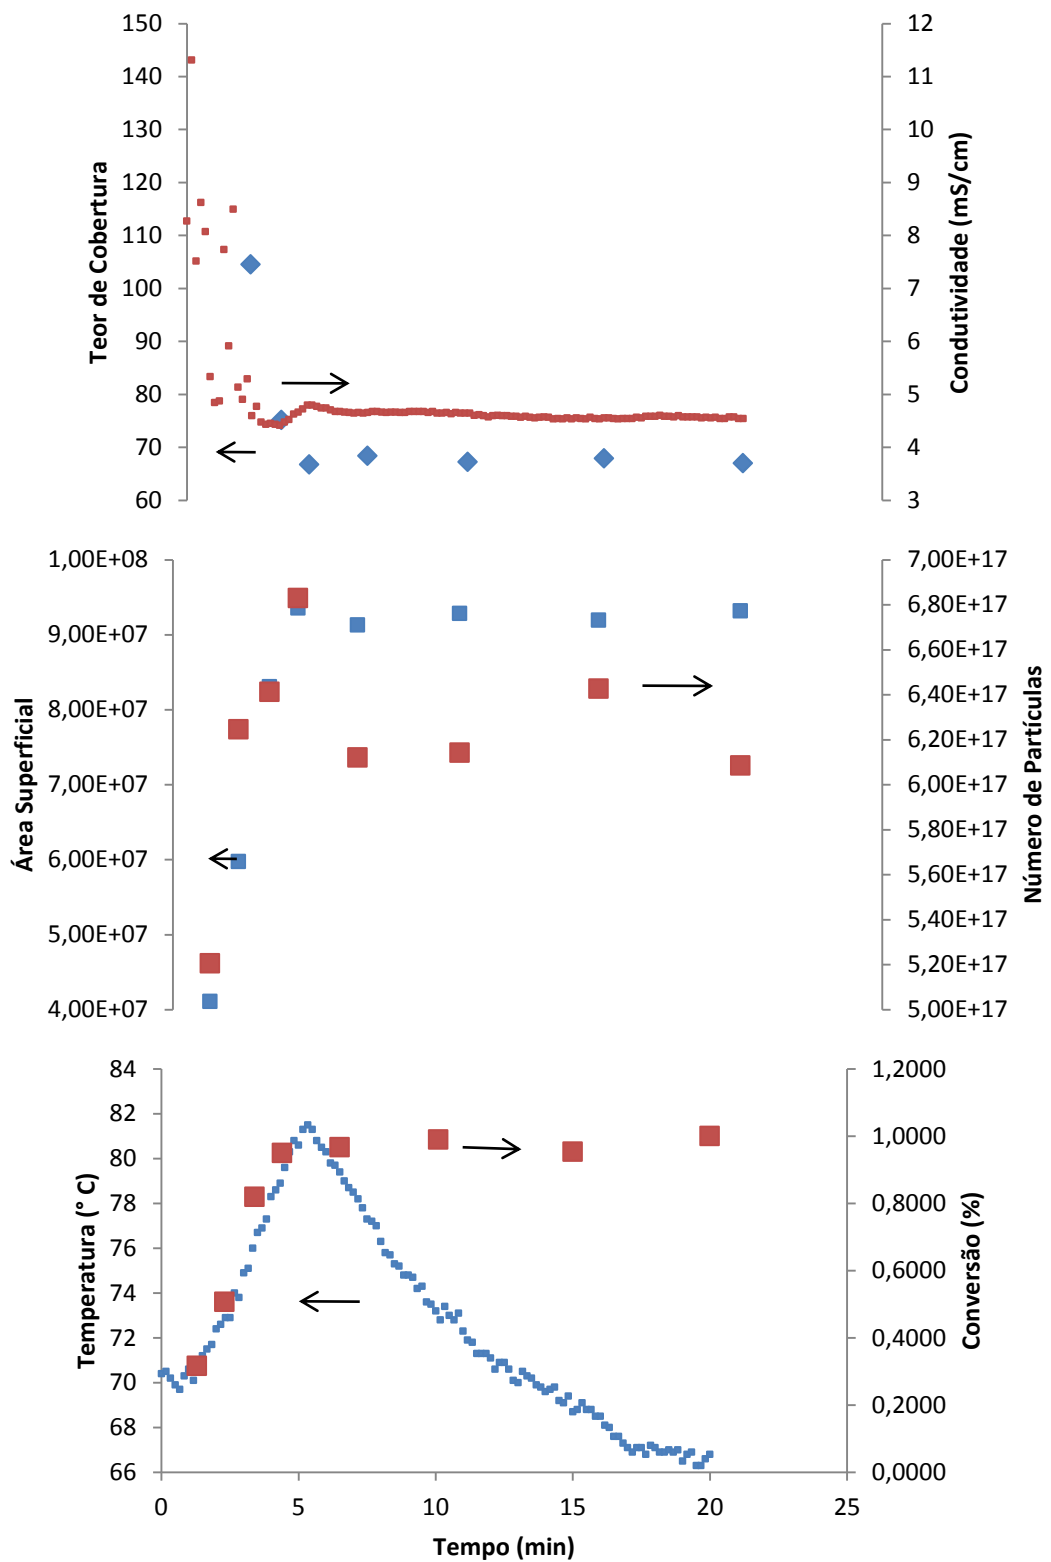 150
140
130
120
110
100
90
80
70
60
Teor de Cobertura
12
11
10
9
8
7
6
5
4
3
Condutividade (mS/cm)
1,00E+08
9,00E+07
8,00E+07
7,00E+07
6,00E+07
5,00E+07
4,00E+07
Área Superficial
7,00E+17
6,80E+17
6,60E+17
6,40E+17
6,20E+17
6,00E+17
5,80E+17
5,60E+17
5,40E+17
5,20E+17
5,00E+17
Número de Partículas
84
82
80
78
76
74
72
70
68
66
Temperatura (° C)
1,2000
1,0000
0,8000
0,6000
0,4000
0,2000
0,0000
Conversão (%)
0 5 10 15 20 25
Tempo (min)